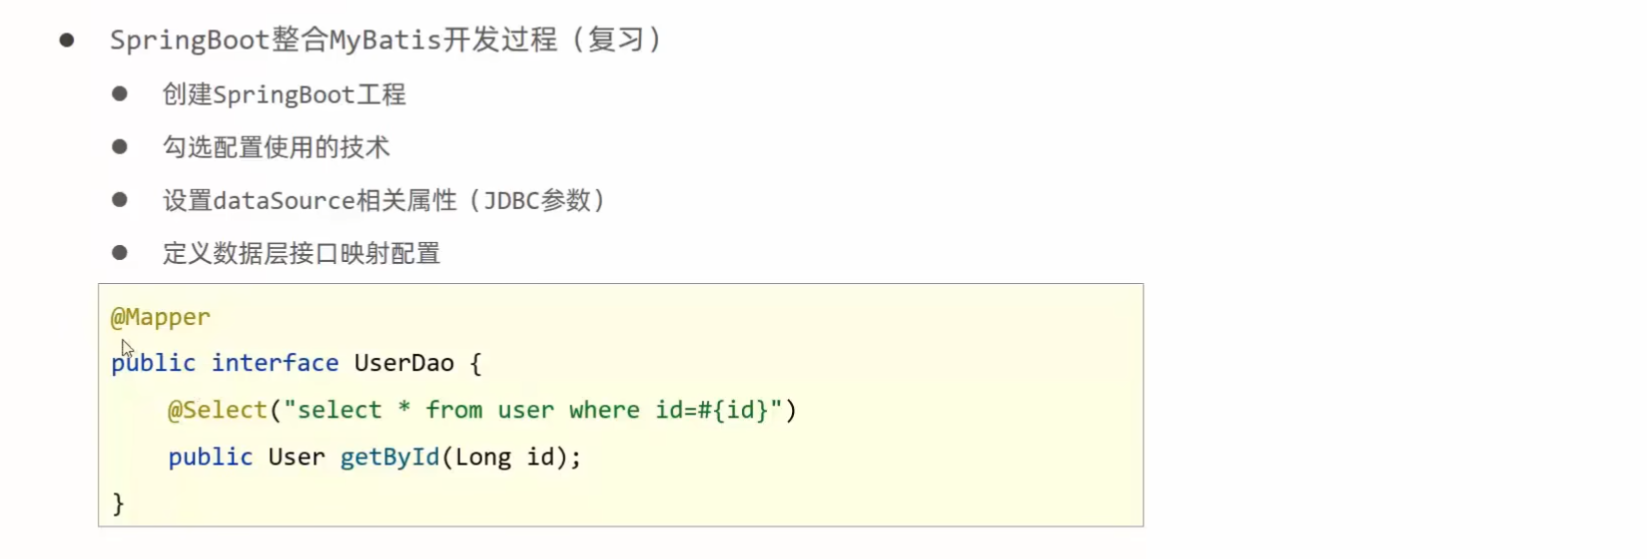 SpringBoot整合MyBatis开发过程（复习）
创建SpringBoot工程
勾选配置使用的技术
设置dataSource相关属性（JDBC参数）
定义数据层接口映射配置
@Mapper
public interface UserDao {
    @Select("select * from user where id=#{id}")
    public User getById(Long id);
}